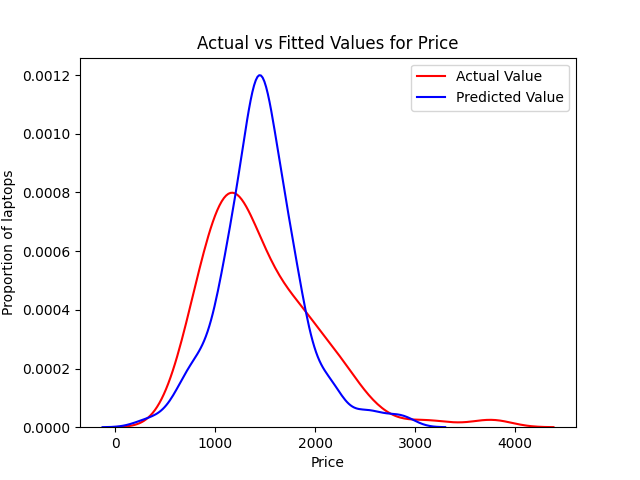 Actual vs Fitted Values for Price
Actual Value
Predicted Value
0.0012
0.0010
0.0008
0.0006
0.0004
0.0002
0.0000
Proportion of laptops
0 1000 2000 3000 4000
Price